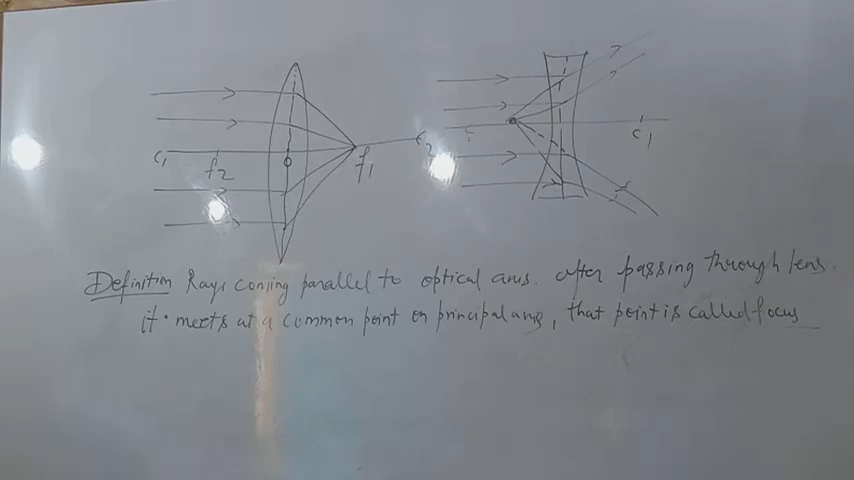 c₁ f₂ o f₁ c₂ c₁
Definition Rays coming parallel to optical axis. after passing through lens.
it meets at a common point on principal axis, that point is called focus